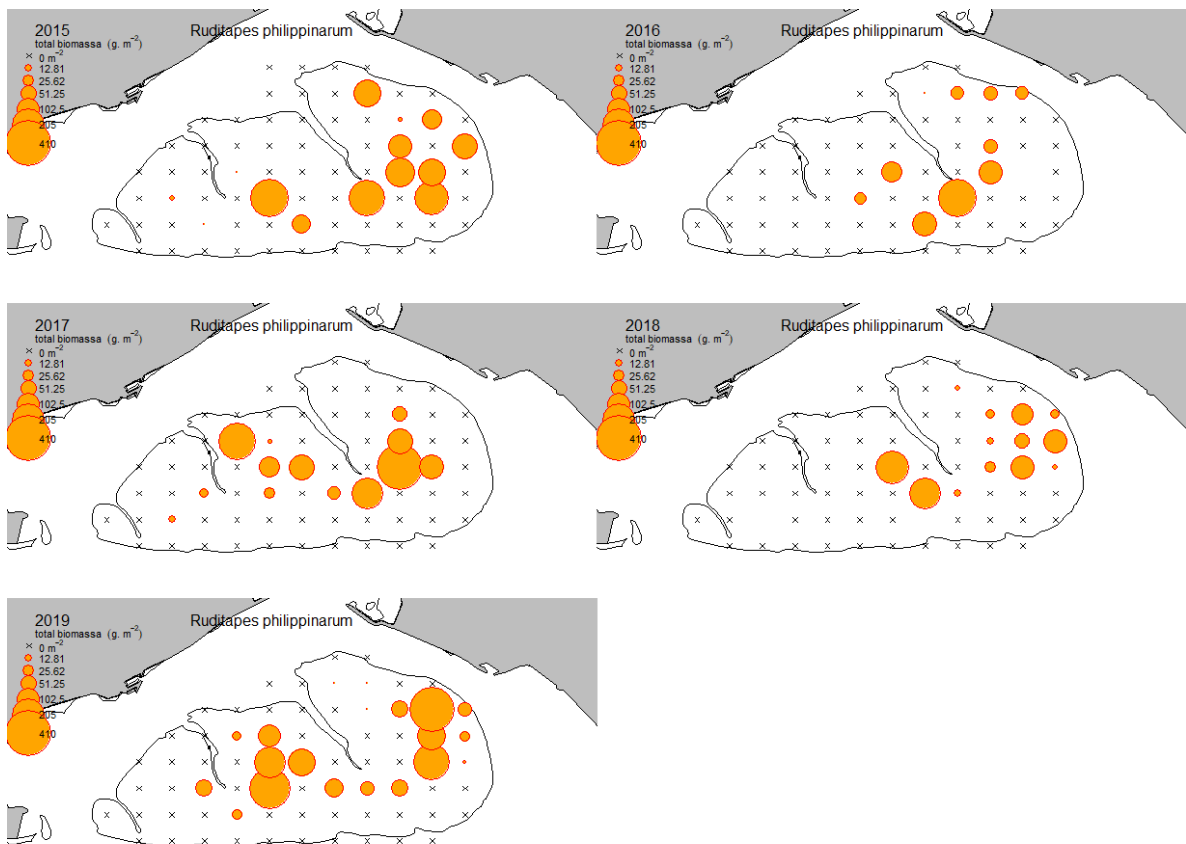 2015 Ruditapes philippinarum
total biomassa (g. m⁻²)
× 0 m⁻²
12.81
25.62
51.25
102.5
205
410
2016 Ruditapes philippinarum
total biomassa (g. m⁻²)
× 0 m⁻²
12.81
25.62
51.25
102.5
205
410
2017 Ruditapes philippinarum
total biomassa (g. m⁻²)
× 0 m⁻²
12.81
25.62
51.25
102.5
205
410
2018 Ruditapes philippinarum
total biomassa (g. m⁻²)
× 0 m⁻²
12.81
25.62
51.25
102.5
205
410
2019 Ruditapes philippinarum
total biomassa (g. m⁻²)
× 0 m⁻²
12.81
25.62
51.25
102.5
205
410